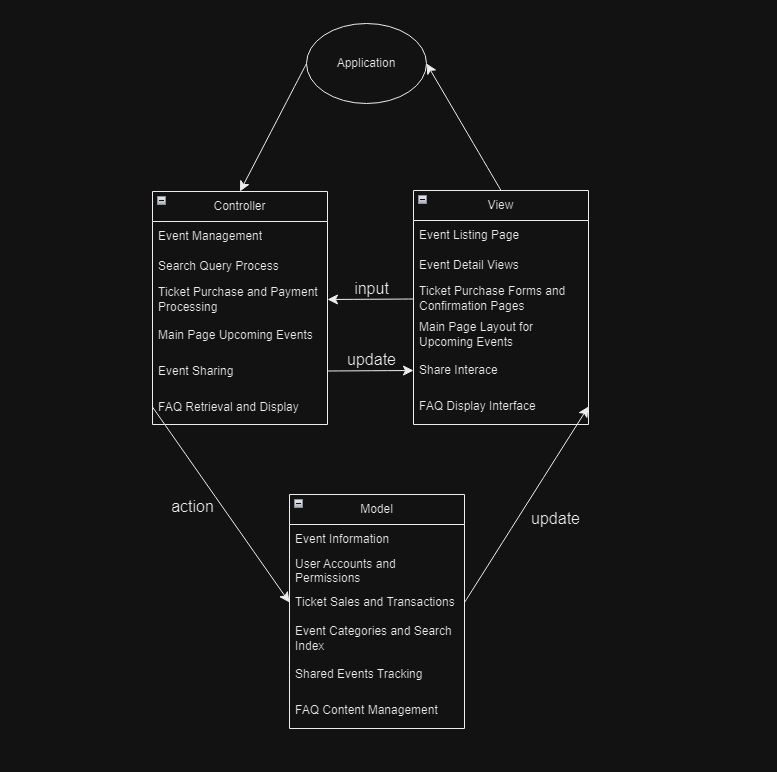 Application
Controller
Event Management
Search Query Process
Ticket Purchase and Payment
Processing
Main Page Upcoming Events
Event Sharing
FAQ Retrieval and Display
input
update
View
Event Listing Page
Event Detail Views
Ticket Purchase Forms and
Confirmation Pages
Main Page Layout for
Upcoming Events
Share Interace
FAQ Display Interface
action
update
Model
Event Information
User Accounts and
Permissions
Ticket Sales and Transactions
Event Categories and Search
Index
Shared Events Tracking
FAQ Content Management